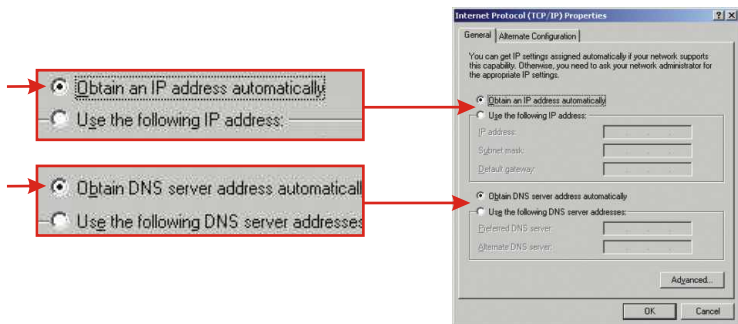 Obtain an IP address automatically
Use the following IP address:
Obtain DNS server address automaticall
Use the following DNS server addresses
Internet Protocol (TCP/IP) Properties
General
Alternate Configuration
You can get IP settings assigned automatically if your network supports
this capability. Otherwise, you need to ask your network administrator for
the appropriate IP settings.
Obtain an IP address automatically
Use the following IP address:
IP address:
Subnet mask:
Default gateway:
Obtain DNS server address automatically
Use the following DNS server addresses:
Preferred DNS server:
Alternate DNS server:
Advanced...
OK
Cancel